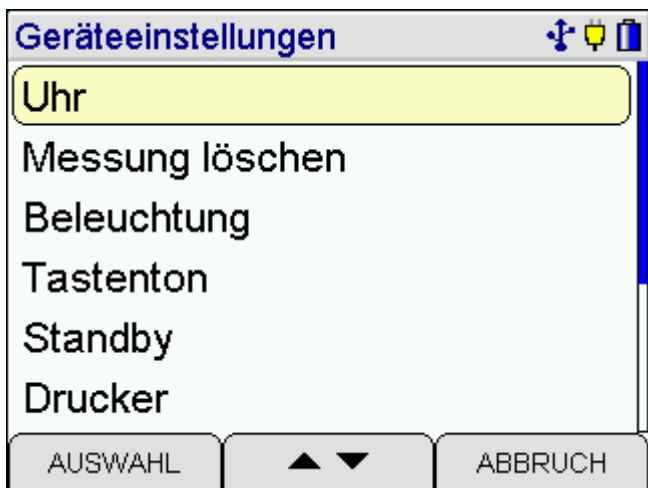 Geräteeinstellungen
Uhr
Messung löschen
Beleuchtung
Tastenton
Standby
Drucker
AUSWAHL ABBRUCH